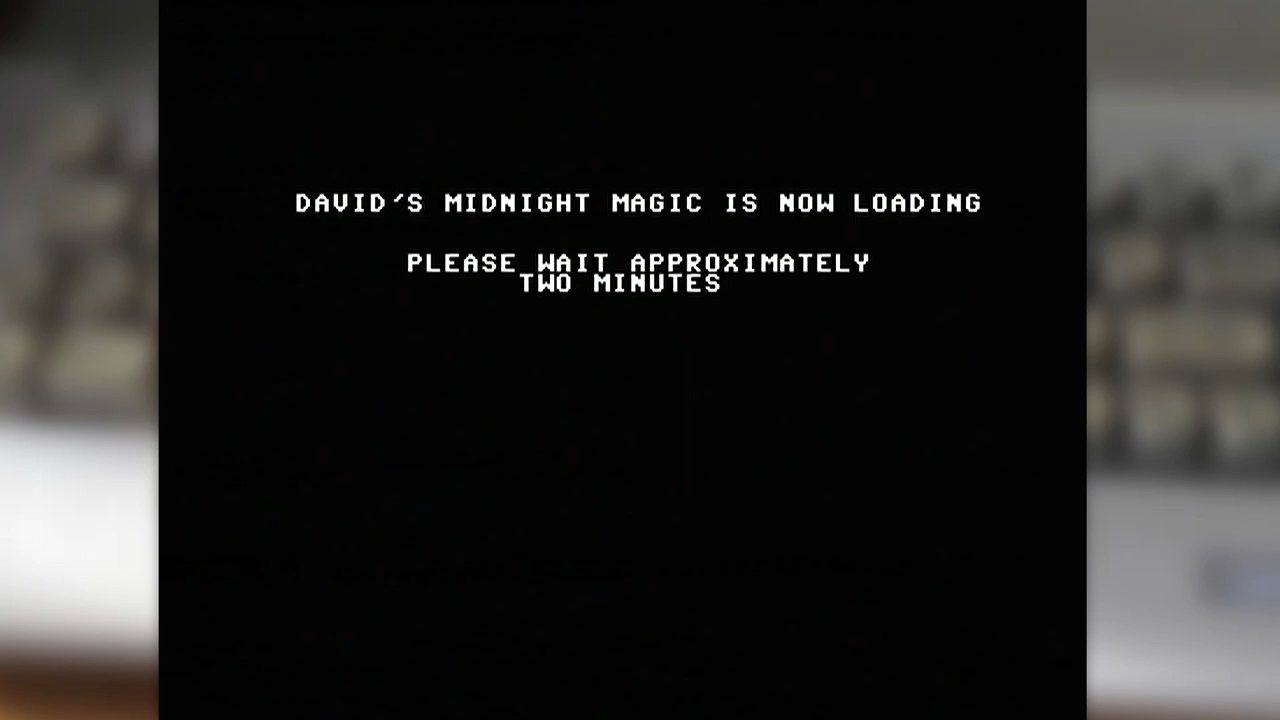 DAVID'S MIDNIGHT MAGIC IS NOW LOADING
PLEASE WAIT APPROXIMATELY
TWO MINUTES